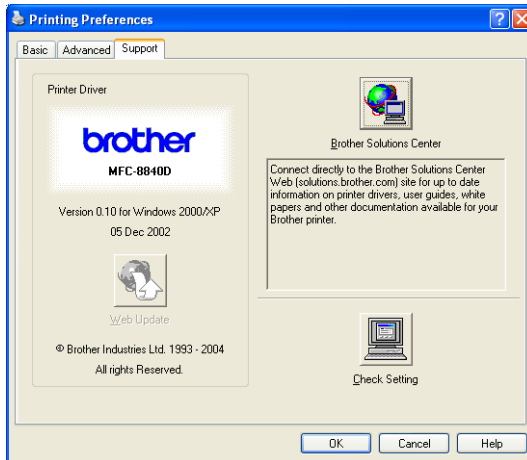 Printing Preferences
Basic Advanced Support
Printer Driver
brother
MFC-8840D
Version 0.10 for Windows 2000/XP
05 Dec 2002
Web Update
© Brother Industries Ltd. 1993 - 2004
All rights Reserved.
Brother Solutions Center
Connect directly to the Brother Solutions Center
Web (solutions.brother.com) site for up to date
information on printer drivers, user guides, white
papers and other documentation available for your
Brother printer.
Check Setting
OK Cancel Help